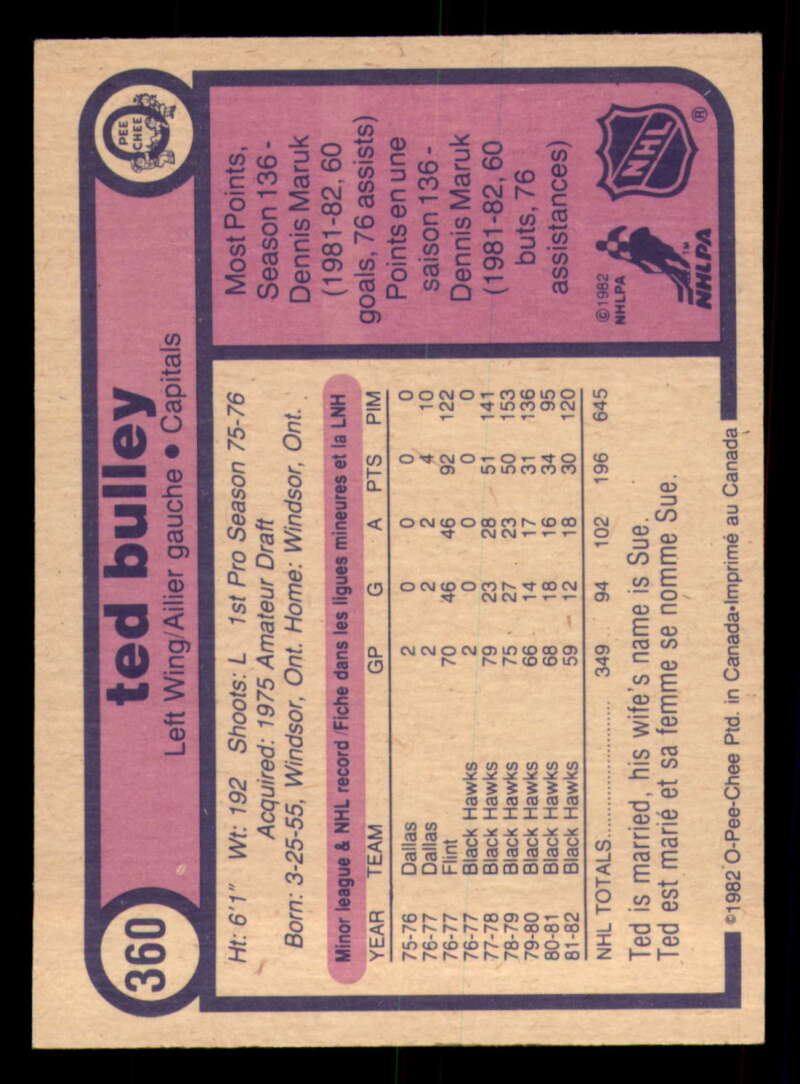 360
ted bulley
Left Wing/Ailier gauche • Capitals
PEE
CHEE
Ht: 6'1" Wt: 192 Shoots: L 1st Pro Season 75-76
Acquired: 1975 Amateur Draft
Born: 3-25-55, Windsor, Ont. Home: Windsor, Ont.
Minor league & NHL record/Fiche dans les ligues mineures et la LNH
YEAR TEAM GP G A PTS PIM
75-76 Dallas 2 0 0 0 0
76-77 Dallas 2 2 2 4 10
76-77 Flint 70 46 46 92 122
76-77 Black Hawks 2 0 0 0 0
77-78 Black Hawks 79 23 28 51 141
78-79 Black Hawks 75 27 23 50 153
79-80 Black Hawks 66 14 17 31 136
80-81 Black Hawks 68 18 16 34 95
81-82 Black Hawks 59 12 18 30 120
NHL TOTALS.................... 349 94 102 196 645
Ted is married, his wife's name is Sue.
Ted est marié et sa femme se nomme Sue.
©1982 O-Pee-Chee Ptd. in Canada•Imprimé au Canada
Most Points,
Season 136 -
Dennis Maruk
(1981-82, 60
goals, 76 assists)
Points en une
saison 136 -
Dennis Maruk
(1981-82, 60
buts, 76
assistances)
©1982
NHLPA
TM
NHLPA
NHL
®